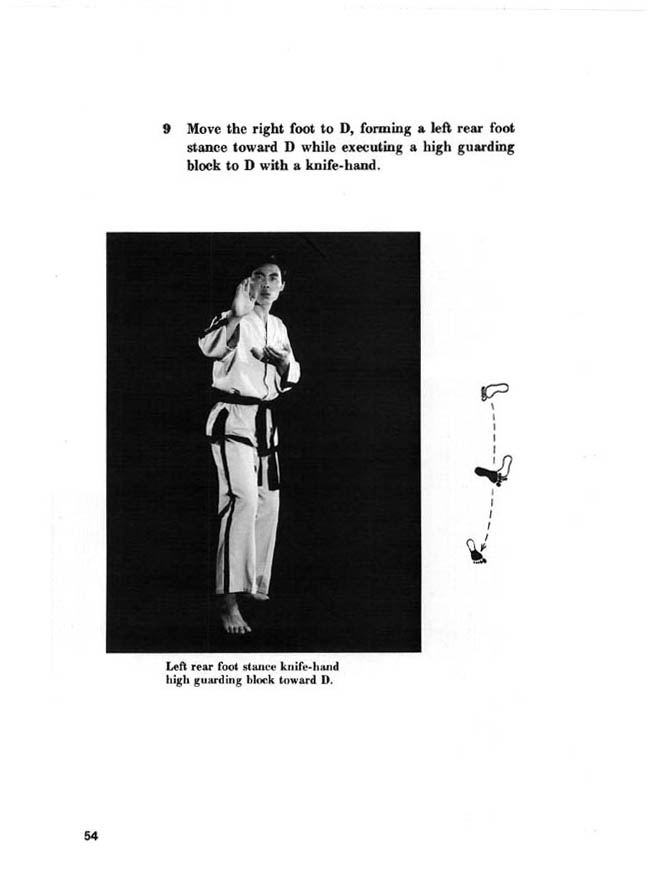 9 Move the right foot to D, forming a left rear foot
stance toward D while executing a high guarding
block to D with a knife-hand.
Left rear foot stance knife-hand
high guarding block toward D.
54